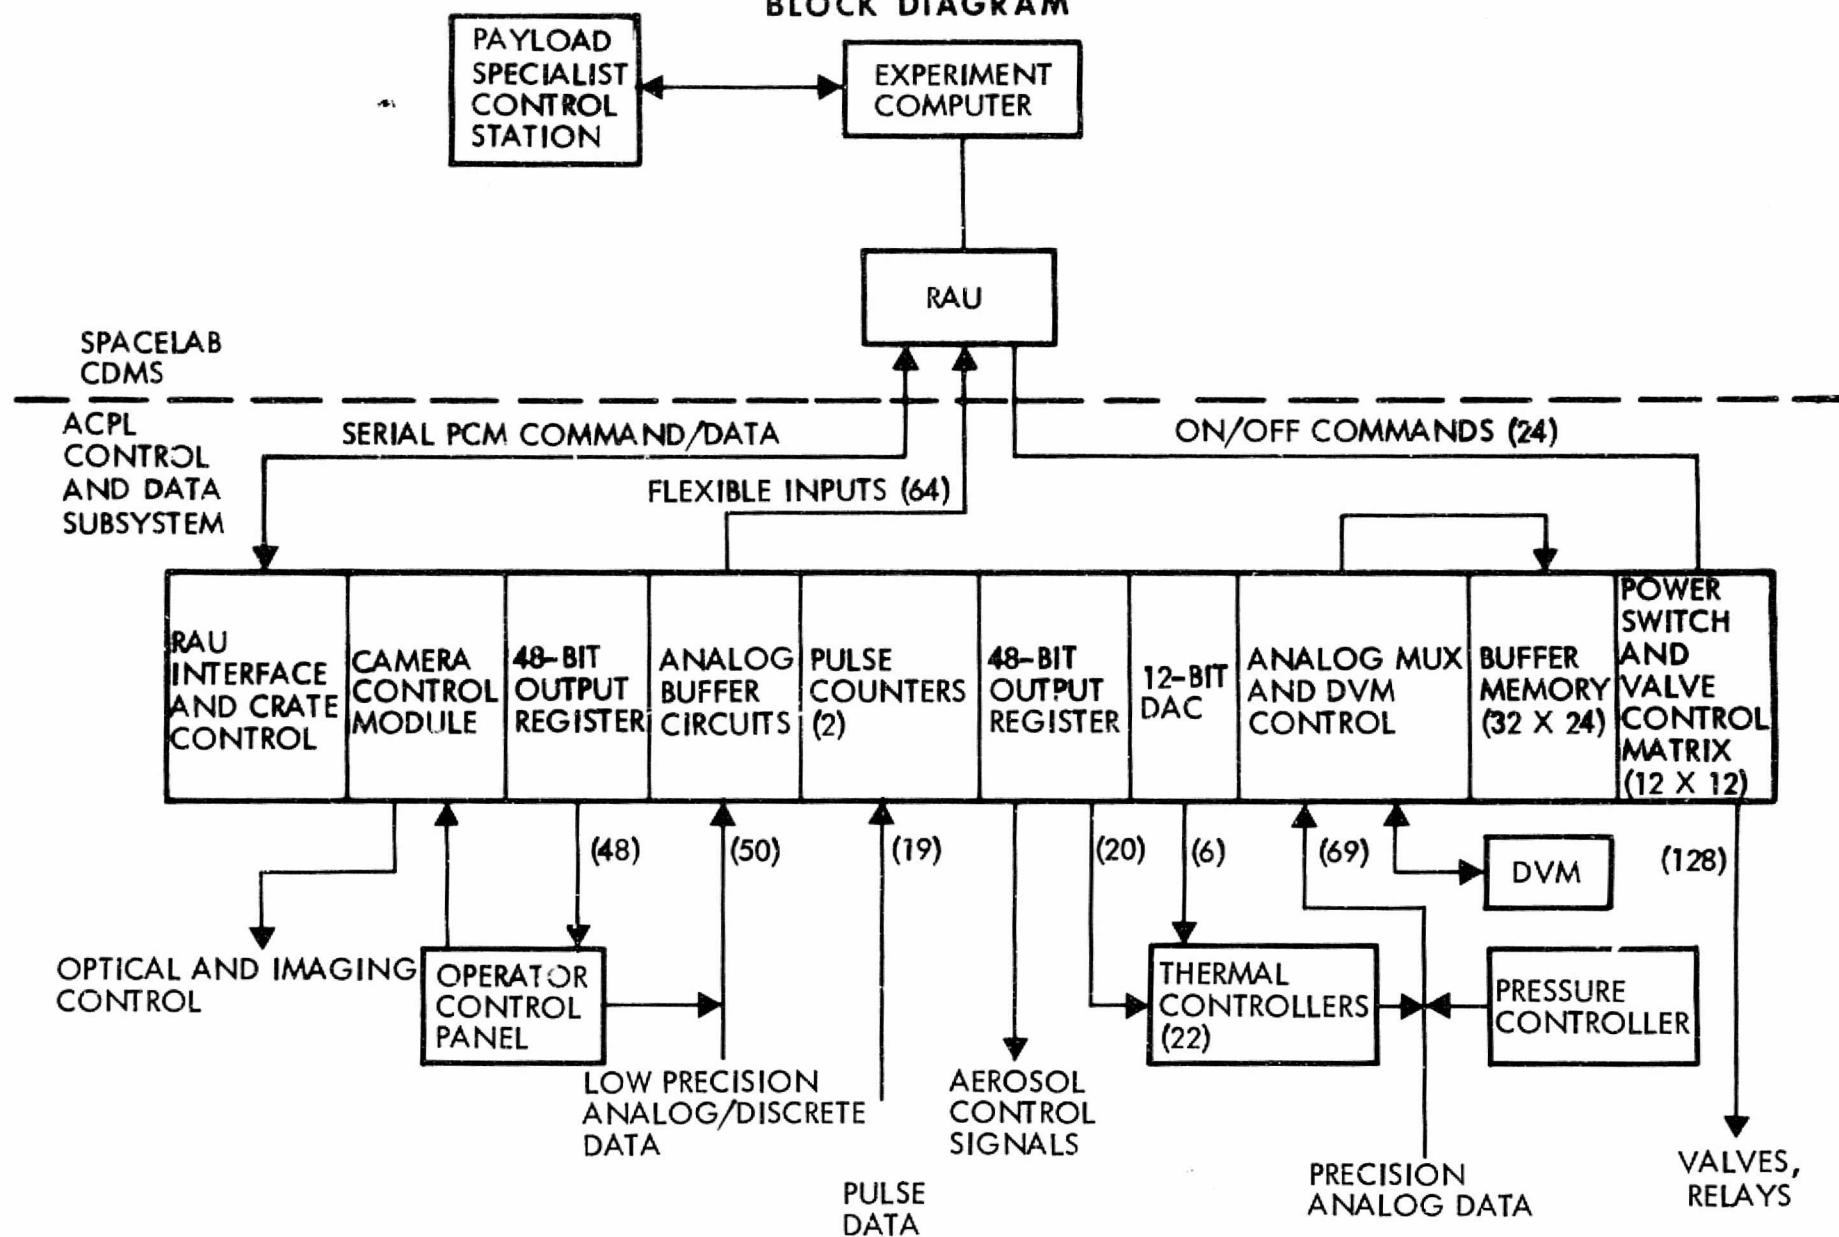 BLOCK DIAGRAM
PAYLOAD
SPECIALIST
CONTROL
STATION
EXPERIMENT
COMPUTER
RAU
SPACELAB
CDMS
ACPL
CONTROL
AND DATA
SUBSYSTEM
SERIAL PCM COMMAND/DATA
ON/OFF COMMANDS (24)
FLEXIBLE INPUTS (64)
RAU
INTERFACE
AND CRATE
CONTROL
CAMERA
CONTROL
MODULE
48-BIT
OUTPUT
REGISTER
ANALOG
BUFFER
CIRCUITS
PULSE
COUNTERS
(2)
48-BIT
OUTPUT
REGISTER
12-BIT
DAC
ANALOG MUX
AND DVM
CONTROL
BUFFER
MEMORY
(32 X 24)
POWER
SWITCH
AND
VALVE
CONTROL
MATRIX
(12 X 12)
(48)
(50)
(19)
(20)
(6)
(69)
DVM
(128)
OPTICAL AND IMAGING
CONTROL
OPERATOR
CONTROL
PANEL
THERMAL
CONTROLLERS
(22)
PRESSURE
CONTROLLER
LOW PRECISION
ANALOG/DISCRETE
DATA
PULSE
DATA
AEROSOL
CONTROL
SIGNALS
PRECISION
ANALOG DATA
VALVES,
RELAYS